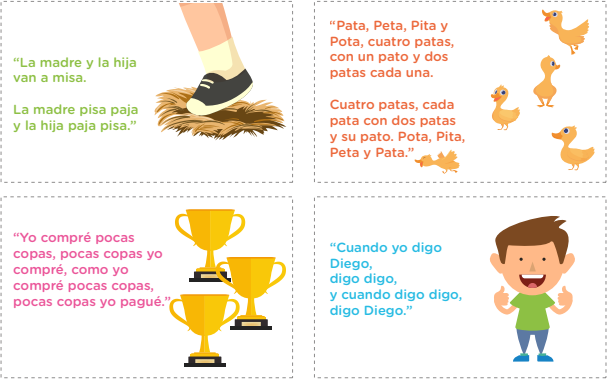 “La madre y la hija
van a misa.
La madre pisa paja
y la hija paja pisa.”
“Pata, Peta, Pita y
Pota, cuatro patas,
con un pato y dos
patas cada una.
Cuatro patas, cada
pata con dos patas
y su pato. Pota, Pita,
Peta y Pata.”
“Yo compré pocas
copas, pocas copas yo
compré, como yo
compré pocas copas,
pocas copas yo pagué.”
“Cuando yo digo
Diego,
digo digo,
y cuando digo digo,
digo Diego.”